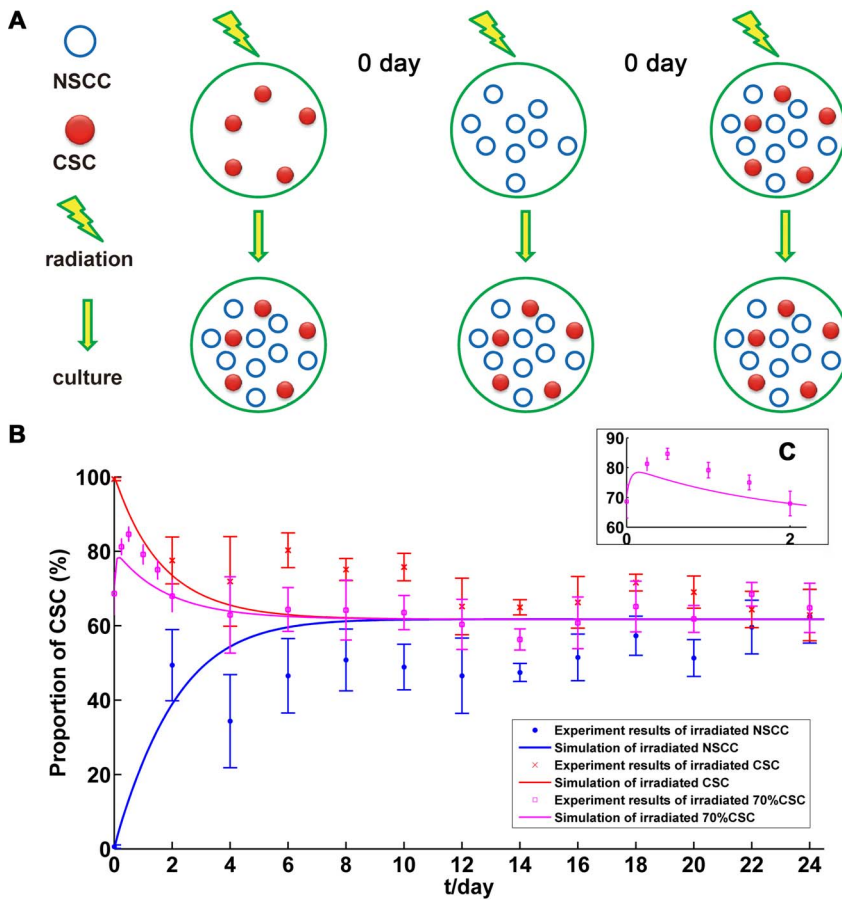 A
NSCC
CSC
radiation
culture
0 day
0 day
B
C
90
80
70
60
0
2
Proportion of CSC (%)
100
80
60
40
20
0
0 2 4 6 8 10 12 14 16 18 20 22 24
t/day
Experiment results of irradiated NSCC
Simulation of irradiated NSCC
Experiment results of irradiated CSC
Simulation of irradiated CSC
Experiment results of irradiated 70%CSC
Simulation of irradiated 70%CSC